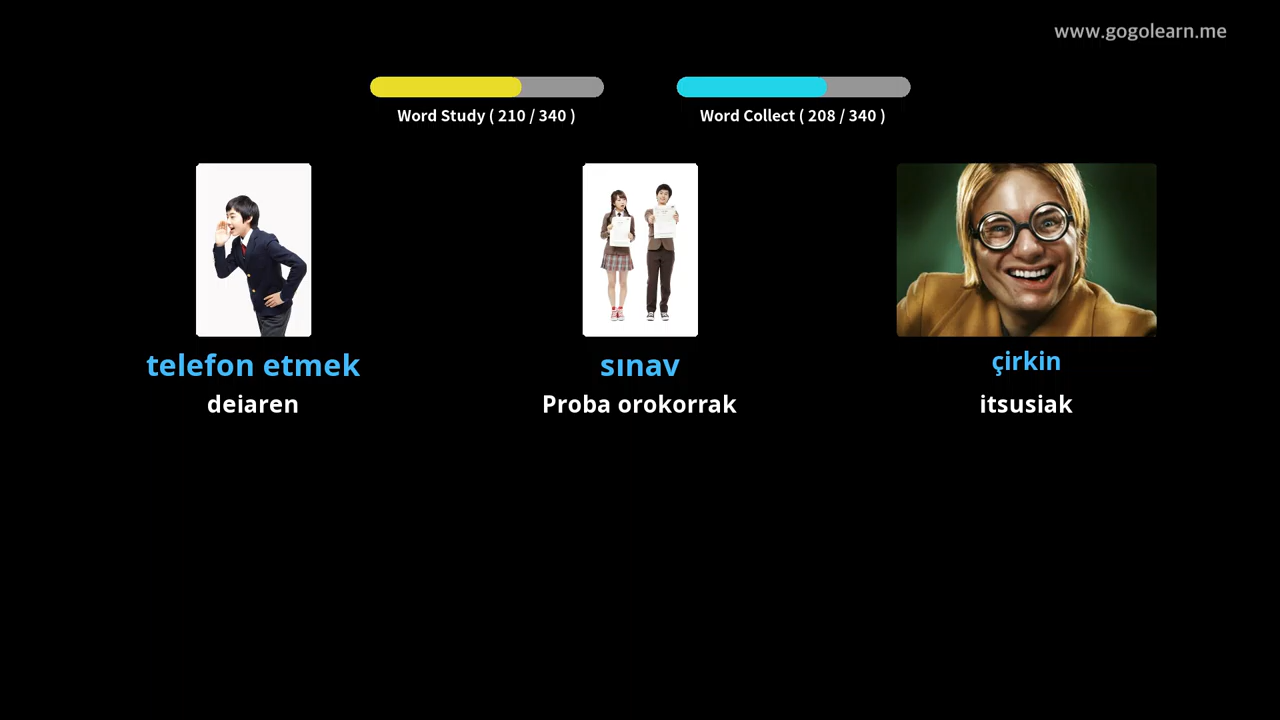 www.gogolearn.me
Word Study ( 210 / 340 )
Word Collect ( 208 / 340 )
telefon etmek
sınav
çirkin
deiaren
Proba orokorrak
itsusiak